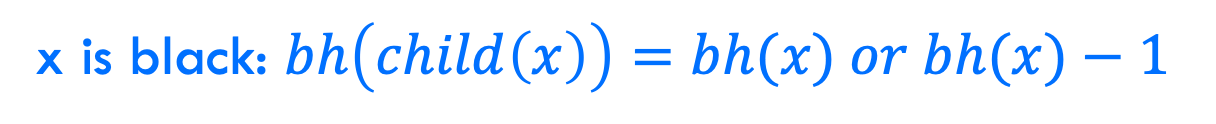 x is black: bh(child(x)) = bh(x) or bh(x) − 1